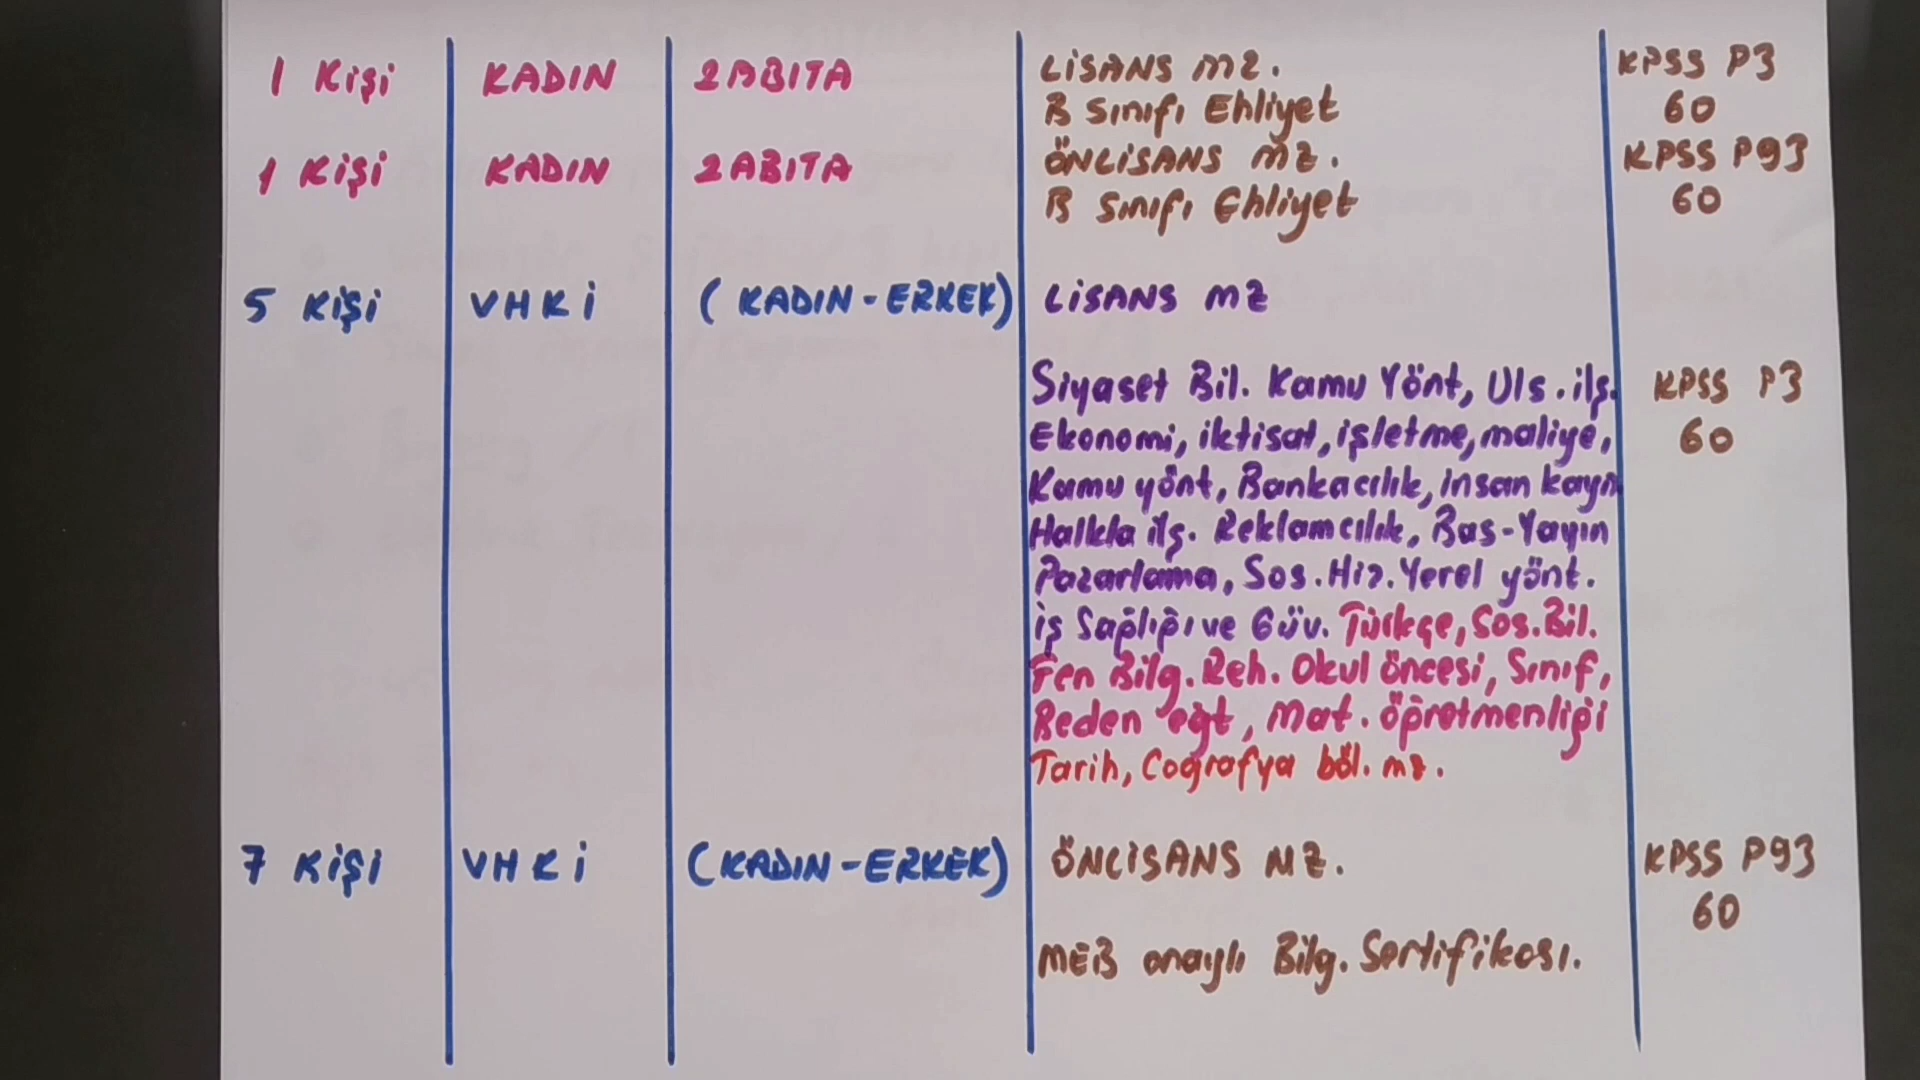 1 Kişi KADIN ZABITA LİSANS MZ. KPSS P3
B Sınıfı Ehliyet 60
1 Kişi KADIN ZABITA ÖNLİSANS MZ. KPSS P93
B Sınıfı Ehliyet 60
5 Kişi VHKİ (KADIN-ERKEK) LİSANS MZ
Siyaset Bil. Kamu Yönt, Uls. ilş. KPSS P3
Ekonomi, iktisat, işletme, maliye, 60
Kamu yönt, Bankacılık, insan kayn
Halkla ilş. Reklamcılık, Bas-Yayın
Pazarlama, Sos. Hiz. Yerel yönt.
iş Sağlığı ve Güv. Türkçe, Sos. Bil.
Fen Bilg. Reh. Okul öncesi, Sınıf,
Beden eğt, Mat. öğretmenliği
Tarih, Coğrafya böl. mz.
7 Kişi VHKİ (KADIN-ERKEK) ÖNLİSANS MZ. KPSS P93
60
MEB onaylı Bilg. Sertifikası.